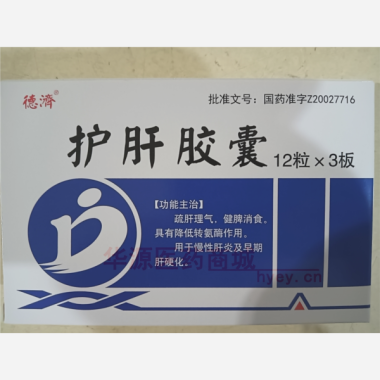 德濟®
批准文号：国药准字Z20027716
护肝胶囊
12粒×3板
【功能主治】
疏肝理气，健脾消食。
具有降低转氨酶作用。
用于慢性肝炎及早期
肝硬化。
华源医药商城
hyey.cn